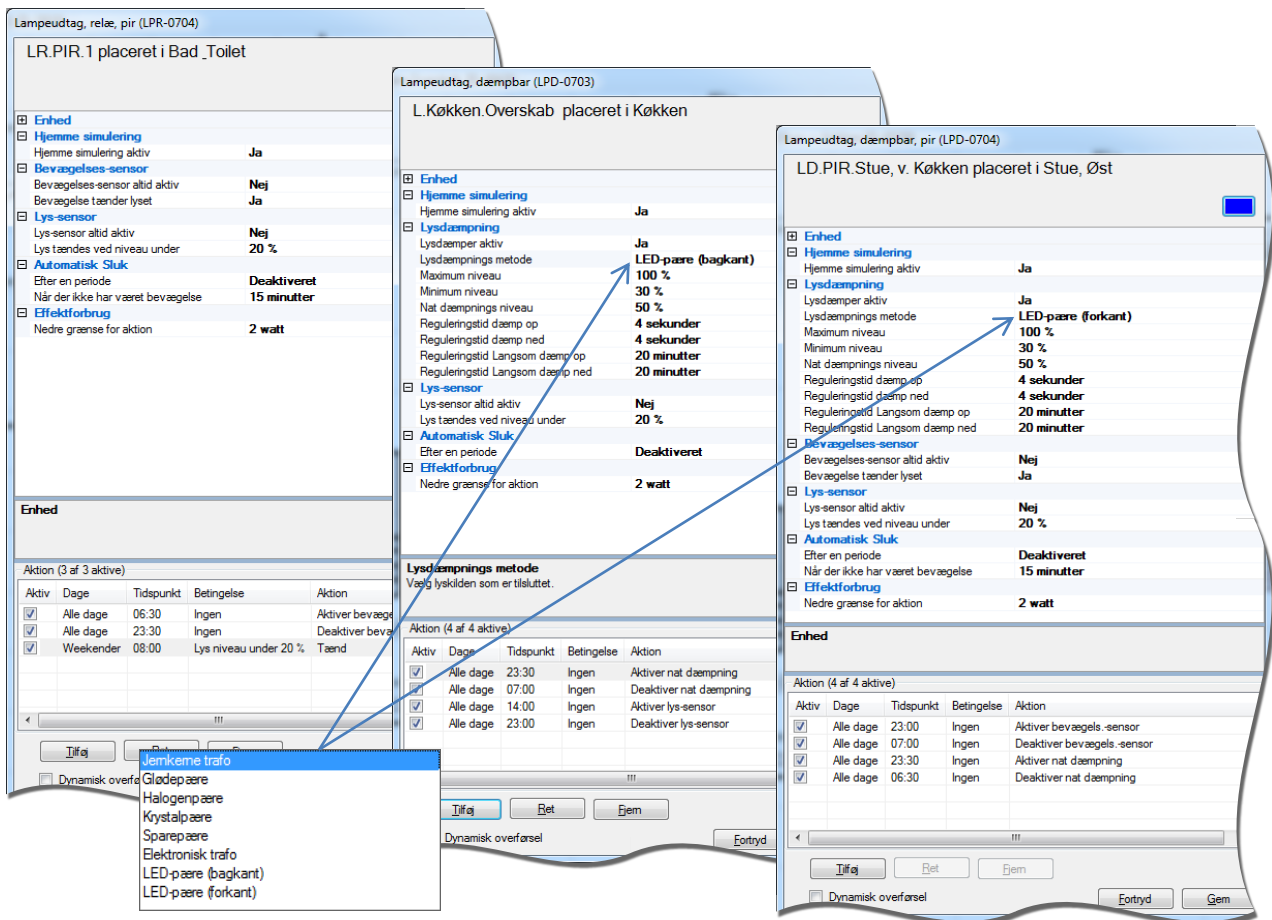 Lampeudtag, relæ, pir (LPR-0704)
LR.PIR.1 placeret i Bad _Toilet
Enhed
Hjemme simulering
Hjemme simulering aktiv Ja
Bevægelses-sensor
Bevægelses-sensor altid aktiv Nej
Bevægelse tænder lyset Ja
Lys-sensor
Lys-sensor altid aktiv Nej
Lys tændes ved niveau under 20 %
Automatisk Sluk
Efter en periode Deaktiveret
Når der ikke har været bevægelse 15 minutter
Effektforbrug
Nedre grænse for aktion 2 watt
Enhed
Aktion (3 af 3 aktive)
Aktiv Dage Tidspunkt Betingelse Aktion
Alle dage 06:30 Ingen Aktiver bevæge
Alle dage 23:30 Ingen Deaktiver beva
Weekender 08:00 Lys niveau under 20 % Tænd
Tilføj
Dynamisk overfø
Jernkerne trafo
Glødepære
Halogenpære
Krystalpære
Sparepære
Elektronisk trafo
LED-pære (bagkant)
LED-pære (forkant)
Lampeudtag, dæmpbar (LPD-0703)
L.Køkken.Overskab placeret i Køkken
Enhed
Hjemme simulering
Hjemme simulering aktiv Ja
Lysdæmpning
Lysdæmper aktiv Ja
Lysdæmpnings metode LED-pære (bagkant)
Maximum niveau 100 %
Minimum niveau 30 %
Nat dæmpnings niveau 50 %
Reguleringstid dæmp op 4 sekunder
Reguleringstid dæmp ned 4 sekunder
Reguleringstid Langsom dæmp op 20 minutter
Reguleringstid Langsom dæmp ned 20 minutter
Lys-sensor
Lys-sensor altid aktiv Nej
Lys tændes ved niveau under 20 %
Automatisk Sluk
Efter en periode Deaktiveret
Effektforbrug
Nedre grænse for aktion 2 watt
Lysdæmpnings metode
Vælg lyskilden som er tilsluttet.
Aktion (4 af 4 aktive)
Aktiv Dage Tidspunkt Betingelse Aktion
Alle dage 23:30 Ingen Aktiver nat dæmpning
Alle dage 07:00 Ingen Deaktiver nat dæmpning
Alle dage 14:00 Ingen Aktiver lys-sensor
Alle dage 23:00 Ingen Deaktiver lys-sensor
Tilføj Ret Fjern
Dynamisk overførsel Fortryd
Lampeudtag, dæmpbar, pir (LPD-0704)
LD.PIR.Stue, v. Køkken placeret i Stue, Øst
Enhed
Hjemme simulering
Hjemme simulering aktiv Ja
Lysdæmpning
Lysdæmper aktiv Ja
Lysdæmpnings metode LED-pære (forkant)
Maximum niveau 100 %
Minimum niveau 30 %
Nat dæmpnings niveau 50 %
Reguleringstid dæmp op 4 sekunder
Reguleringstid dæmp ned 4 sekunder
Reguleringstid Langsom dæmp op 20 minutter
Reguleringstid Langsom dæmp ned 20 minutter
Bevægelses-sensor
Bevægelses-sensor altid aktiv Nej
Bevægelse tænder lyset Ja
Lys-sensor
Lys-sensor altid aktiv Nej
Lys tændes ved niveau under 20 %
Automatisk Sluk
Efter en periode Deaktiveret
Når der ikke har været bevægelse 15 minutter
Effektforbrug
Nedre grænse for aktion 2 watt
Enhed
Aktion (4 af 4 aktive)
Aktiv Dage Tidspunkt Betingelse Aktion
Alle dage 23:00 Ingen Aktiver bevægels.-sensor
Alle dage 07:00 Ingen Deaktiver bevægels.-sensor
Alle dage 23:30 Ingen Aktiver nat dæmpning
Alle dage 06:30 Ingen Deaktiver nat dæmpning
Tilføj Ret Fjern
Dynamisk overførsel Fortryd Gem